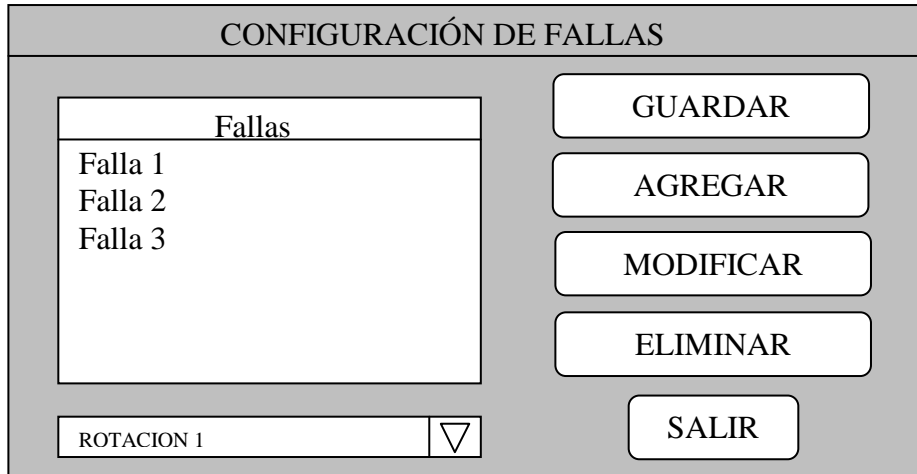 CONFIGURACIÓN DE FALLAS
Fallas
Falla 1
Falla 2
Falla 3
ROTACION 1
GUARDAR
AGREGAR
MODIFICAR
ELIMINAR
SALIR